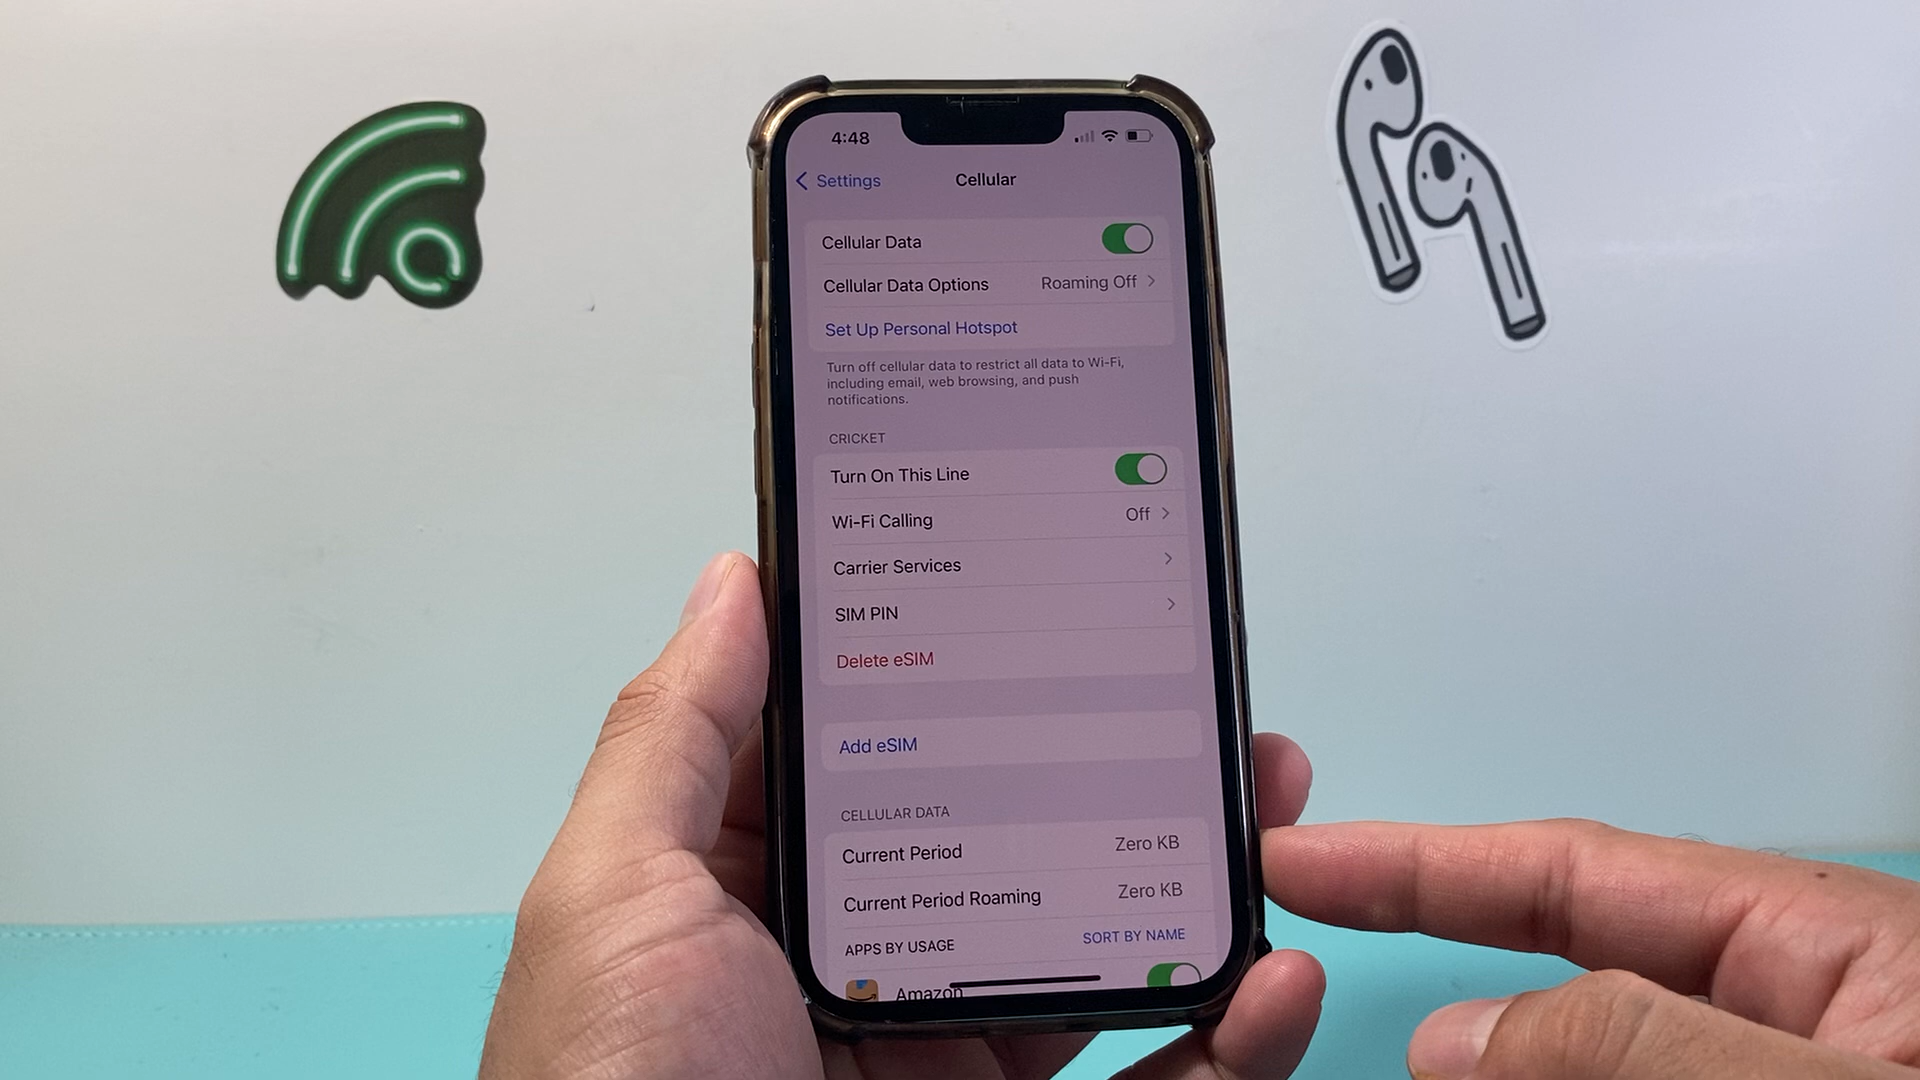 4:48
Settings
Cellular
Cellular Data
Cellular Data Options Roaming Off
Set Up Personal Hotspot
Turn off cellular data to restrict all data to Wi-Fi,
including email, web browsing, and push
notifications.
CRICKET
Turn On This Line
Wi-Fi Calling Off
Carrier Services
SIM PIN
Delete eSIM
Add eSIM
CELLULAR DATA
Current Period Zero KB
Current Period Roaming Zero KB
APPS BY USAGE SORT BY NAME
Amazon